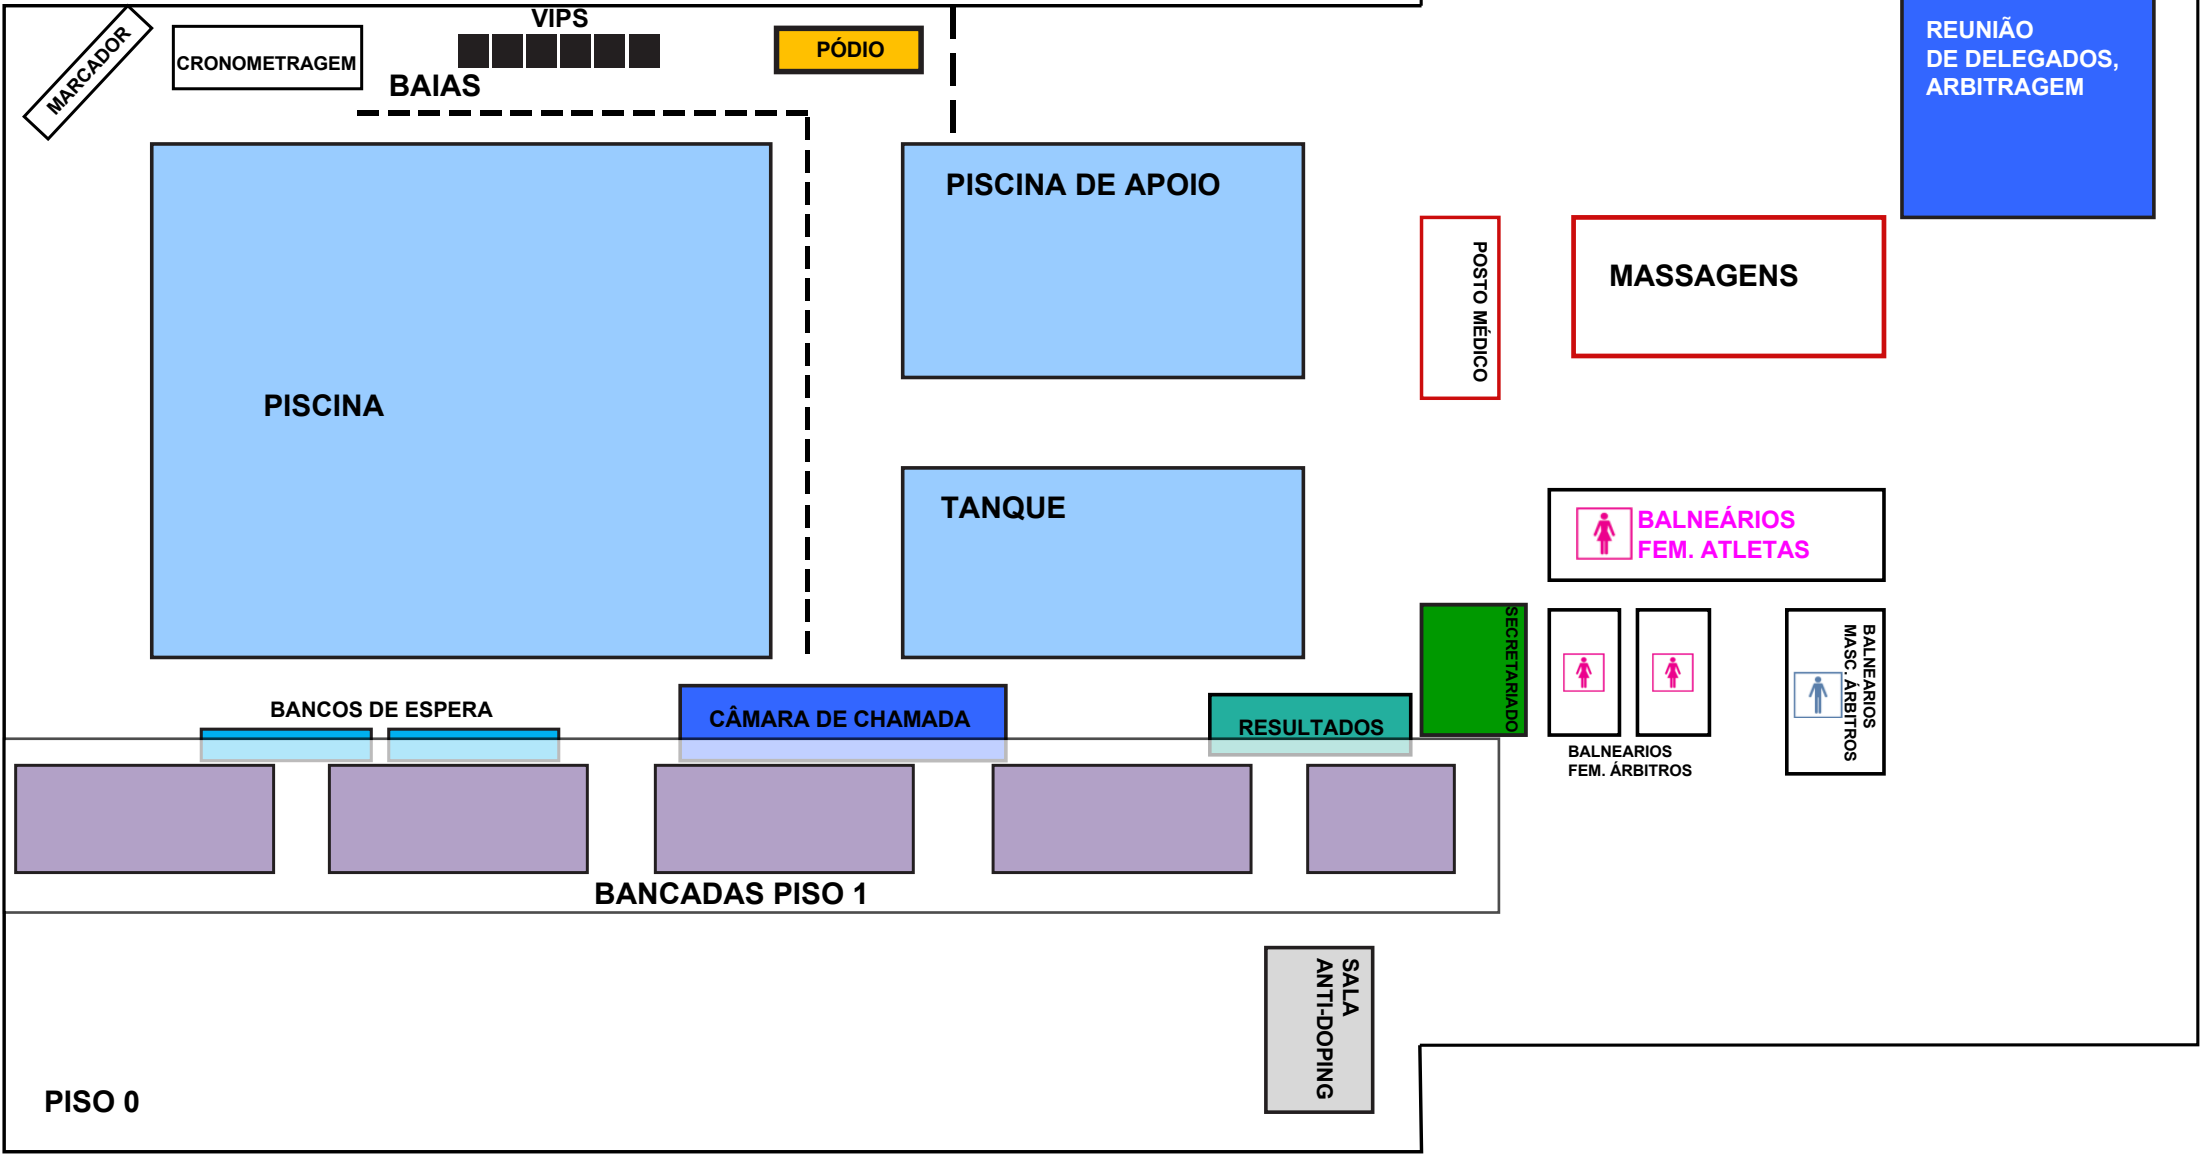 MARCADOR
CRONOMETRAGEM
VIPS
BAIAS
PÓDIO
REUNIÃO
DE DELEGADOS,
ARBITRAGEM
PISCINA DE APOIO
POSTO MÉDICO
MASSAGENS
PISCINA
TANQUE
BALNEÁRIOS
FEM. ATLETAS
SECRETARIADO
BALNEARIOS
MASC. ÁRBITROS
BANCOS DE ESPERA
CÂMARA DE CHAMADA
RESULTADOS
BALNEARIOS
FEM. ÁRBITROS
BANCADAS PISO 1
SALA
ANTI-DOPING
PISO 0